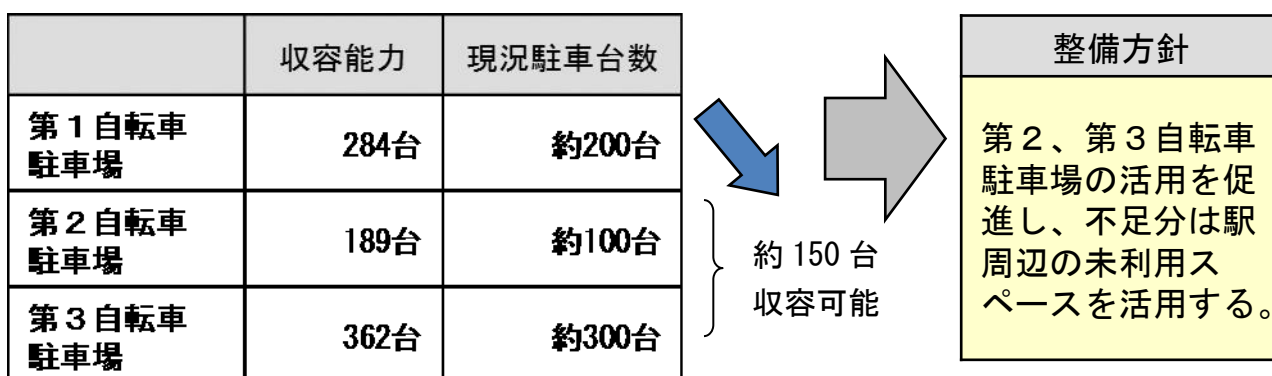 収容能力 現況駐車台数
第1自転車
駐車場 284台 約200台
第2自転車
駐車場 189台 約100台
第3自転車
駐車場 362台 約300台
約150台
収容可能
整備方針
第2、第3自転車
駐車場の活用を促
進し、不足分は駅
周辺の未利用ス
ペースを活用する。